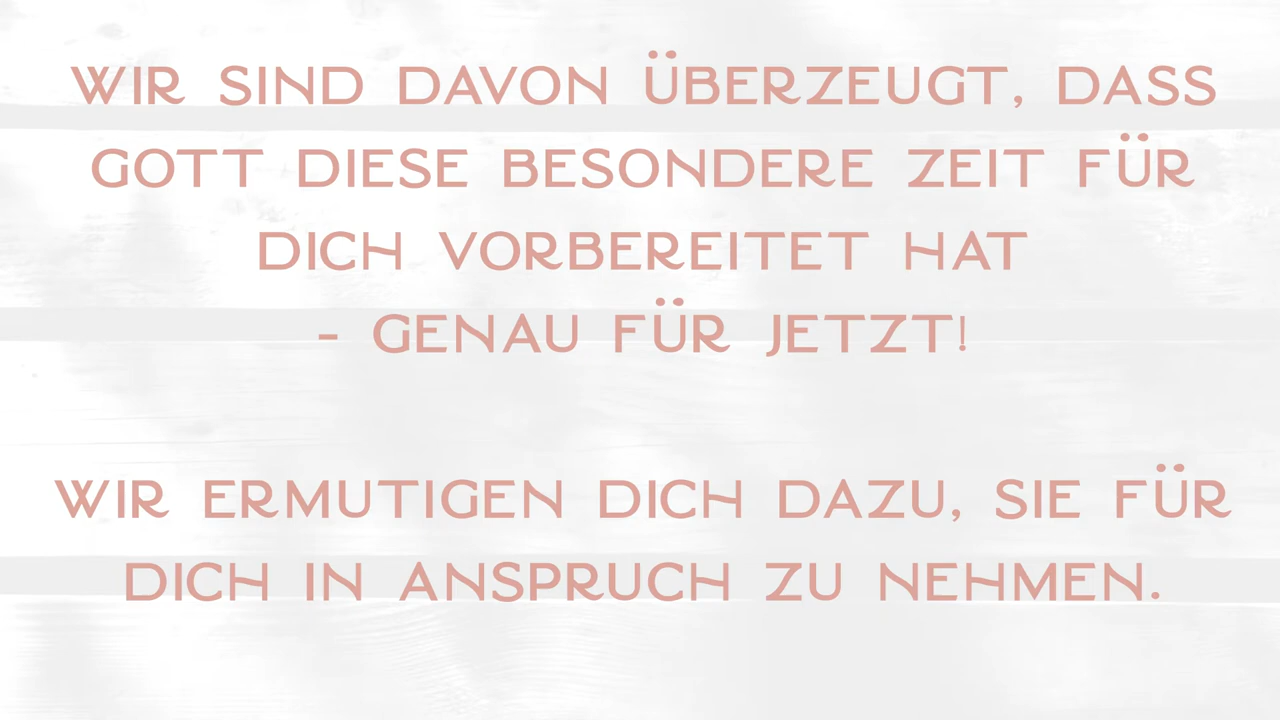 WIR SIND DAVON ÜBERZEUGT, DASS
GOTT DIESE BESONDERE ZEIT FÜR
DICH VORBEREITET HAT
- GENAU FÜR JETZT!
WIR ERMUTIGEN DICH DAZU, SIE FÜR
DICH IN ANSPRUCH ZU NEHMEN.